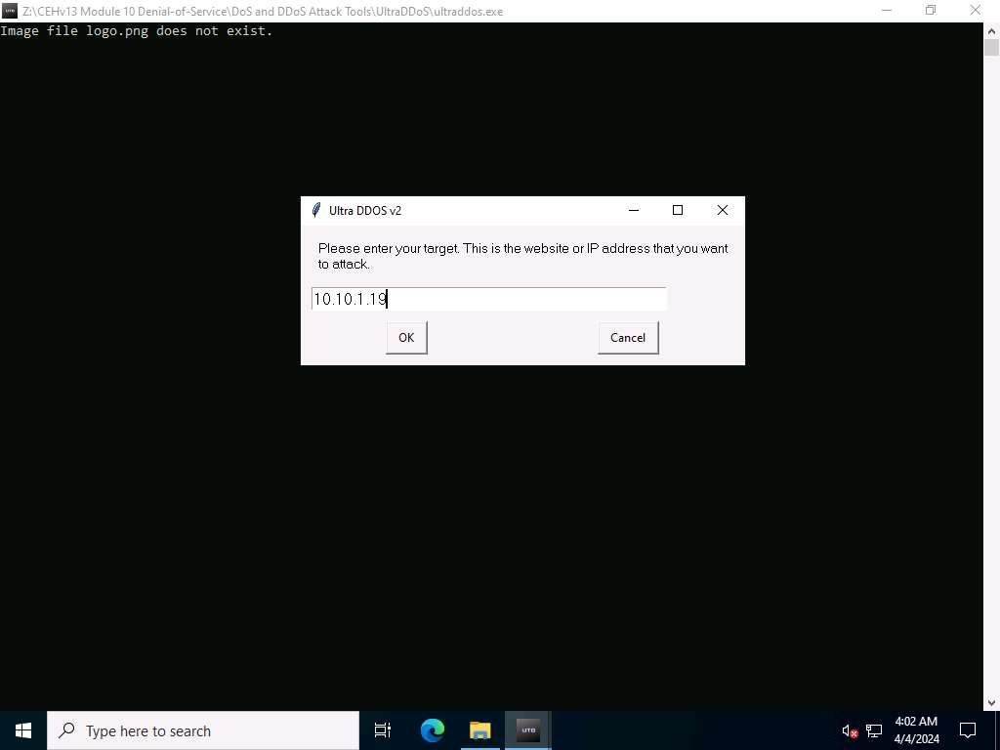 Z:\CEHv13 Module 10 Denial-of-Service\DoS and DDoS Attack Tools\UltraDDoS\ultraddos.exe
Image file logo.png does not exist.
Ultra DDOS v2
Please enter your target. This is the website or IP address that you want
to attack.
10.10.1.19
OK
Cancel
Type here to search
UTD
4:02 AM
4/4/2024